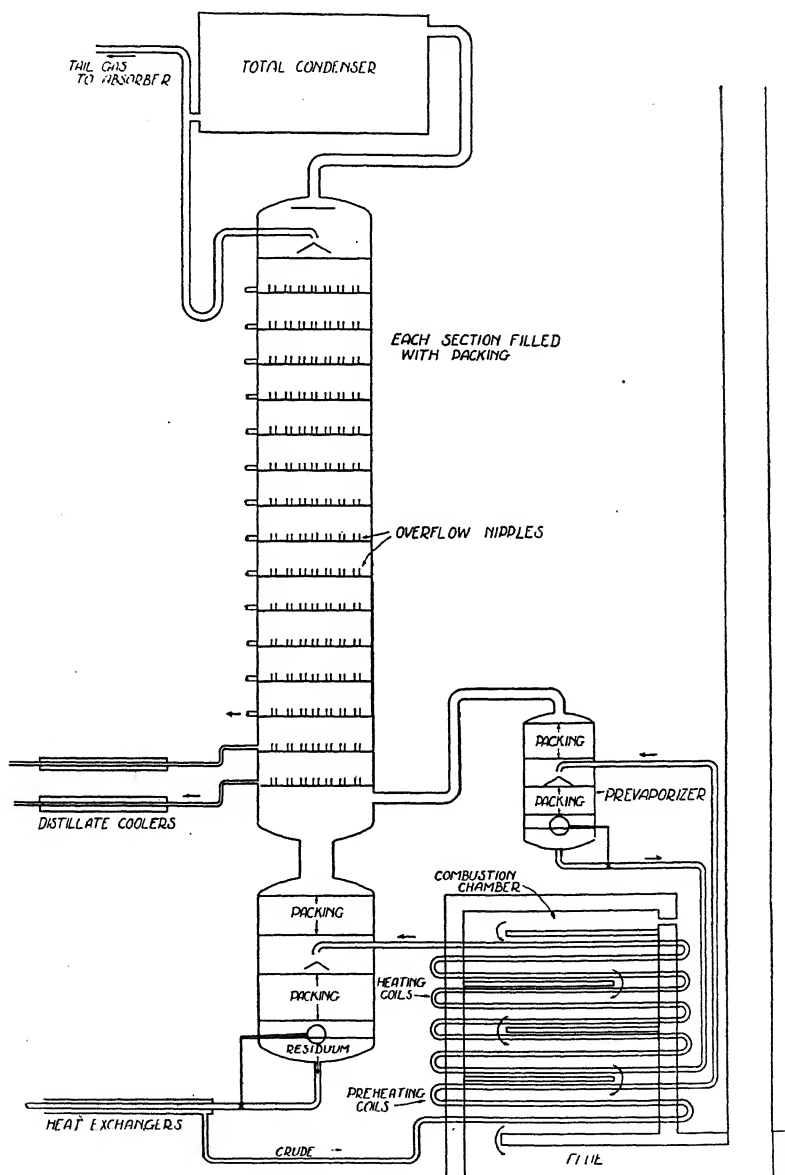 TOTAL CONDENSER
TAIL GAS
TO ABSORBER
EACH SECTION FILLED
WITH PACKING
OVERFLOW NIPPLES
PACKING
PACKING
PREVAPORIZER
DISTILLATE COOLERS
COMBUSTION
CHAMBER
PACKING
HEATING
COILS
PACKING
RESIDUUM
PREHEATING
COILS
HEAT EXCHANGERS
CRUDE
FLUE